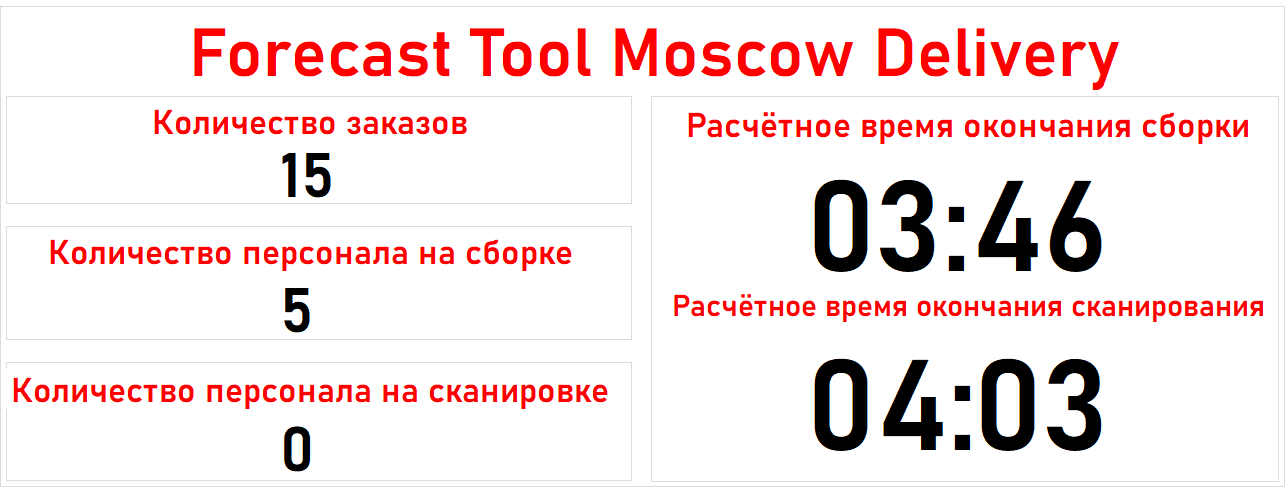 Forecast Tool Moscow Delivery
Количество заказов
15
Количество персонала на сборке
5
Количество персонала на сканировке
0
Расчётное время окончания сборки
03:46
Расчётное время окончания сканирования
04:03